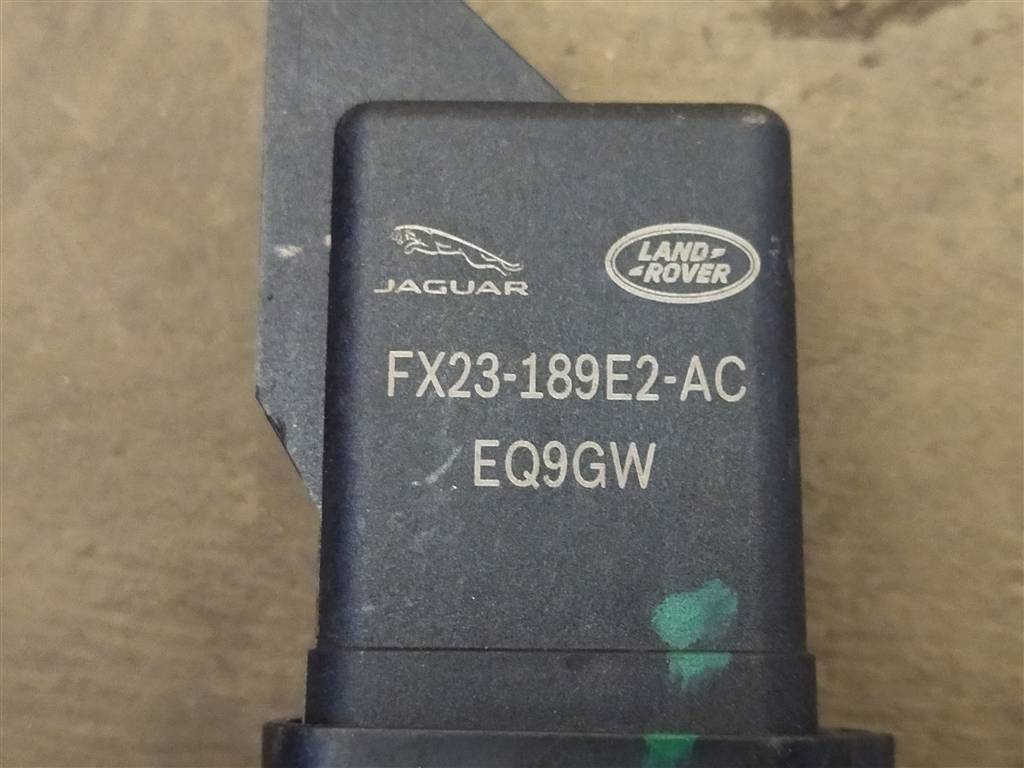 JAGUAR
LAND
ROVER
FX23-189E2-AC
EQ9GW